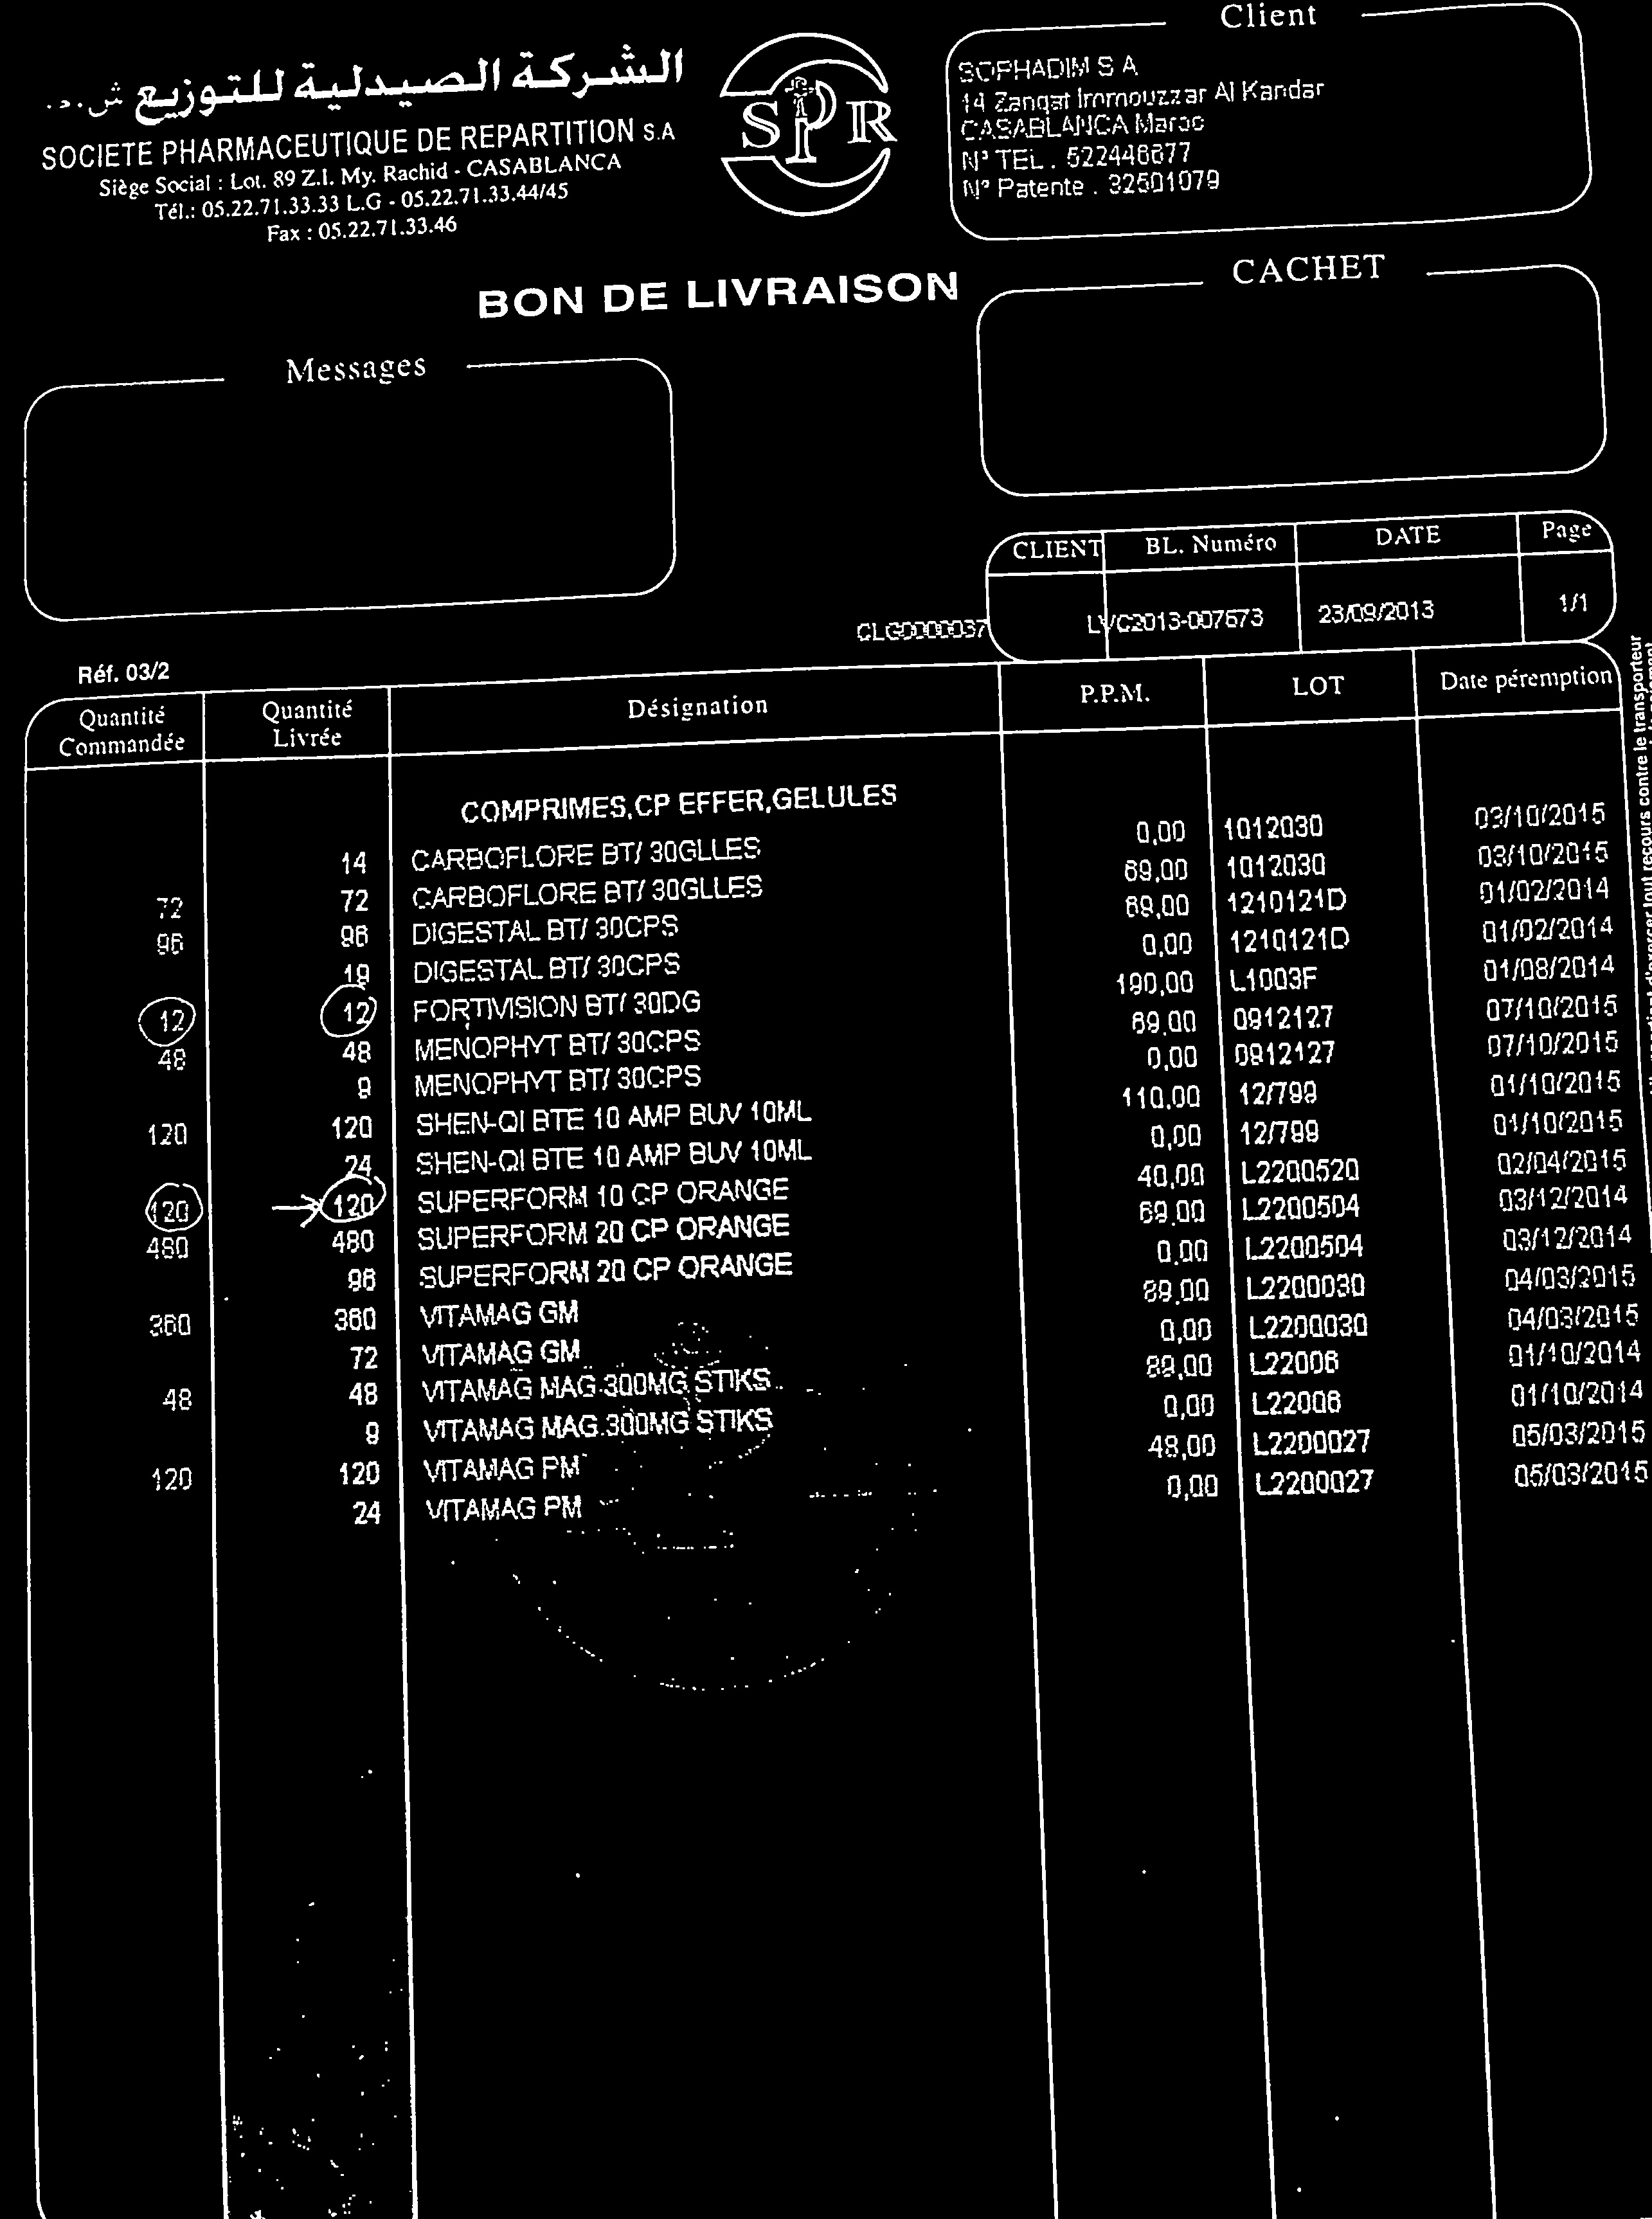 Client
الشركة الصيدلية للتوزيع ش.م.
SOCIETE PHARMACEUTIQUE DE REPARTITION S.A
Siège Social : Lot. 89 Z.I. My. Rachid - CASABLANCA
Tél.: 05.22.71.33.33 L.G - 05.22.71.33.44/45
Fax : 05.22.71.33.46
SPR
SOPHADIM S A
14 Zanqat Immouzzar Al Kandar
CASABLANCA Maroc
N° TEL . 522446677
N° Patente . 32501079
BON DE LIVRAISON
CACHET
Messages
CLIENT BL. Numéro DATE Page
CLG0000037 LVC2013-007673 23/09/2013 1/1
Réf. 03/2
Quantité Commandée Quantité Livrée Désignation P.P.M. LOT Date péremption
COMPRIMES,CP EFFER,GELULES
14 CARBOFLORE BT/ 30GLLES 0,00 1012030 03/10/2015
72 72 CARBOFLORE BT/ 30GLLES 69,00 1012030 03/10/2015
96 96 DIGESTAL BT/ 30CPS 69,00 1210121D 01/02/2014
19 DIGESTAL BT/ 30CPS 0,00 1210121D 01/02/2014
12 12 FORTIVISION BT/ 30DG 190,00 L1003F 01/08/2014
48 48 MENOPHYT BT/ 30CPS 69,00 0912127 07/10/2015
9 MENOPHYT BT/ 30CPS 0,00 0912127 07/10/2015
120 120 SHEN-QI BTE 10 AMP BUV 10ML 110,00 12/799 01/10/2015
24 SHEN-QI BTE 10 AMP BUV 10ML 0,00 12/799 01/10/2015
120 →120 SUPERFORM 10 CP ORANGE 40,00 L2200520 02/04/2015
480 480 SUPERFORM 20 CP ORANGE 69,00 L2200504 03/12/2014
96 SUPERFORM 20 CP ORANGE 0,00 L2200504 03/12/2014
360 360 VITAMAG GM 89,00 L2200030 04/03/2015
72 VITAMAG GM 0,00 L2200030 04/03/2015
48 48 VITAMAG MAG.300MG STIKS 89,00 L22006 01/10/2014
9 VITAMAG MAG.300MG STIKS 0,00 L22006 01/10/2014
120 120 VITAMAG PM 48,00 L2200027 05/03/2015
24 VITAMAG PM 0,00 L2200027 05/03/2015
recours contre le transporteur